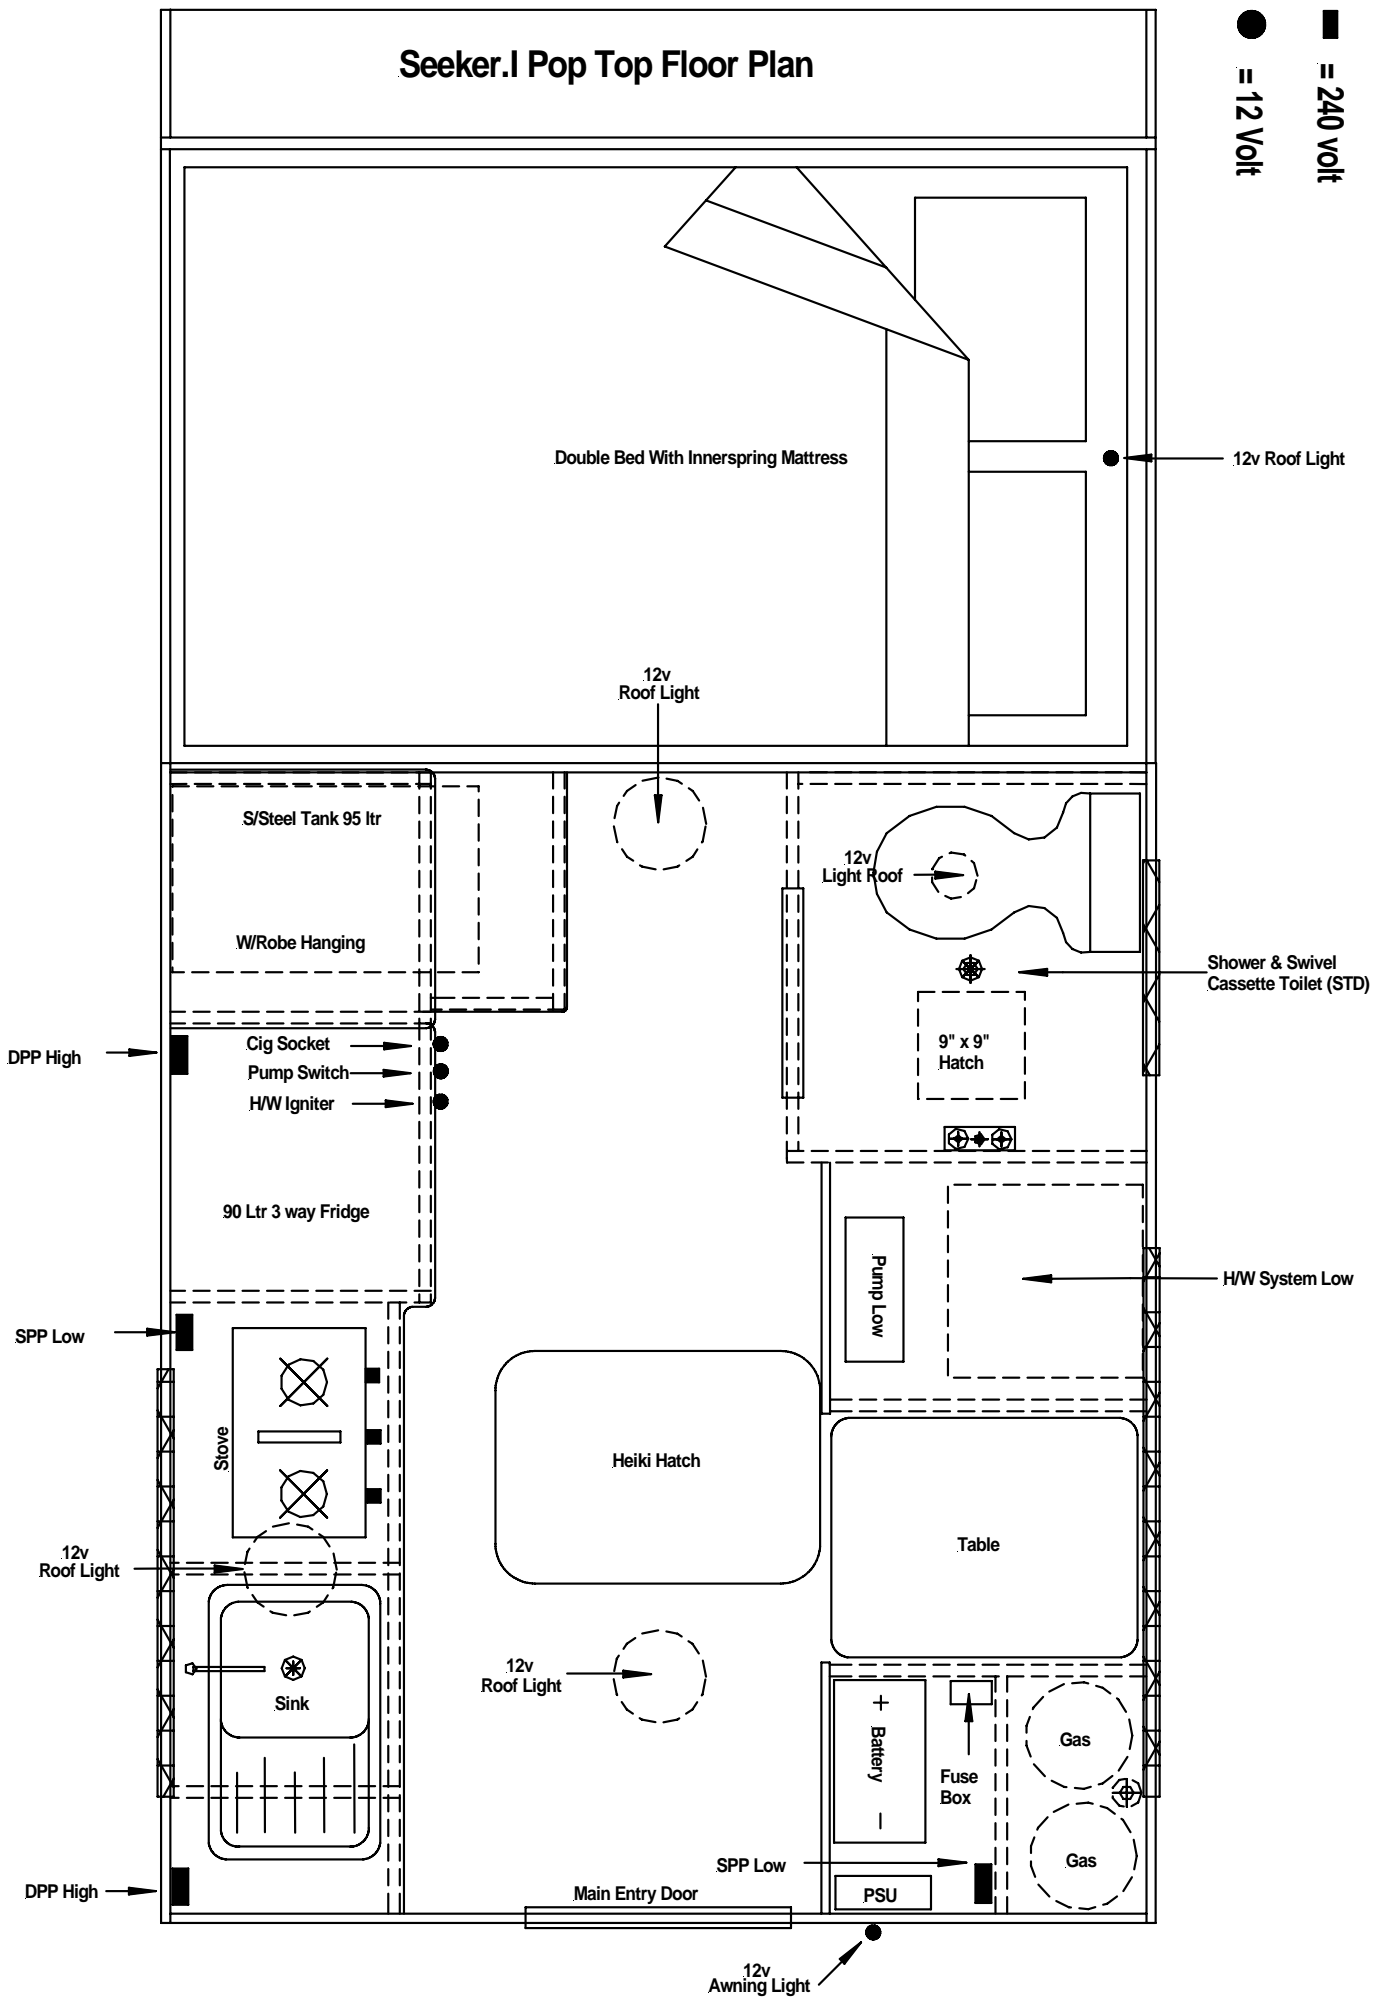 Seeker.I Pop Top Floor Plan
= 240 volt
= 12 Volt
Double Bed With Innerspring Mattress
12v Roof Light
12v
Roof Light
S/Steel Tank 95 ltr
W/Robe Hanging
12v
Light Roof
Shower & Swivel
Cassette Toilet (STD)
DPP High
Cig Socket
Pump Switch
H/W Igniter
9" x 9"
Hatch
90 Ltr 3 way Fridge
Pump Low
H/W System Low
SPP Low
Stove
Heiki Hatch
Table
12v
Roof Light
Sink
12v
Roof Light
+ Battery -
Fuse
Box
Gas
Gas
SPP Low
PSU
DPP High
Main Entry Door
12v
Awning Light